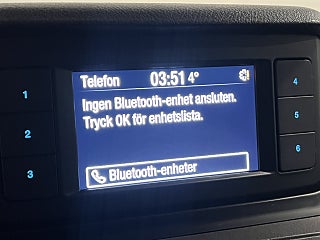 Telefon 03:51 4°
Ingen Bluetooth-enhet ansluten.
Tryck OK för enhetslista.
Bluetooth-enheter
1
2
3
4
5
6